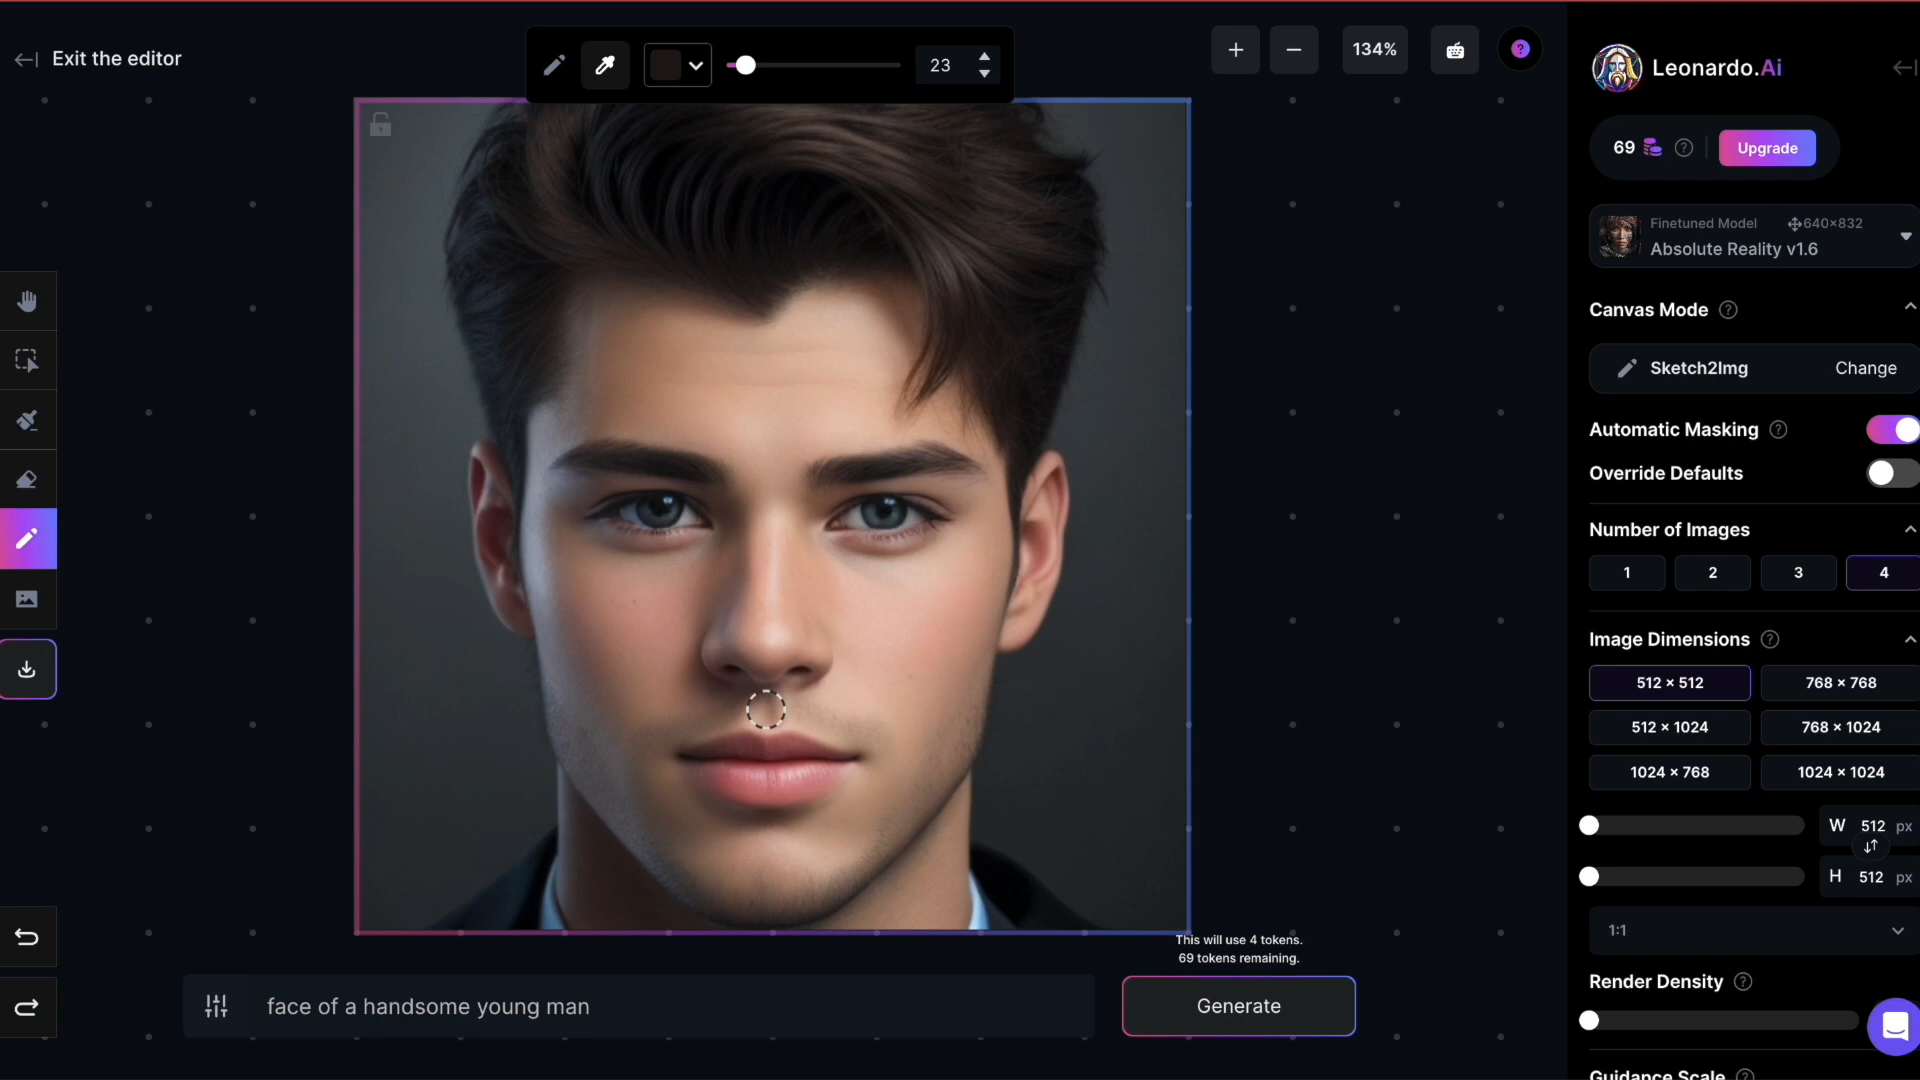 Exit the editor
23
134%
?
Leonardo.Ai
69
?
Upgrade
Finetuned Model
640×832
Absolute Reality v1.6
Canvas Mode ?
Sketch2Img
Change
Automatic Masking ?
Override Defaults
Number of Images
1
2
3
4
Image Dimensions ?
512 × 512
768 × 768
512 × 1024
768 × 1024
1024 × 768
1024 × 1024
W 512 px
H 512 px
1:1
Render Density ?
Guidance Scale ?
This will use 4 tokens.
69 tokens remaining.
face of a handsome young man
Generate